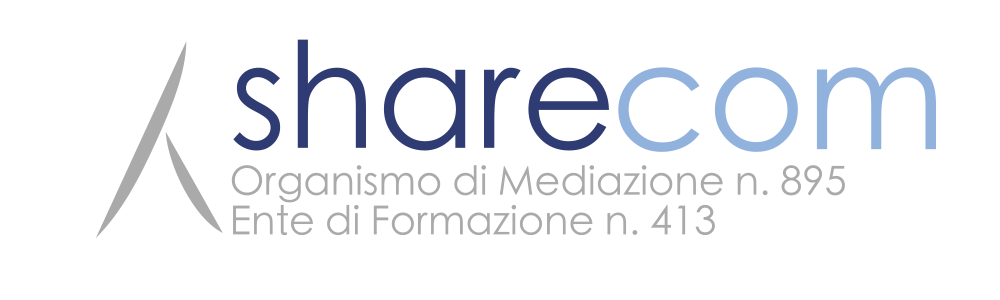 sharecom
Organismo di Mediazione n. 895
Ente di Formazione n. 413